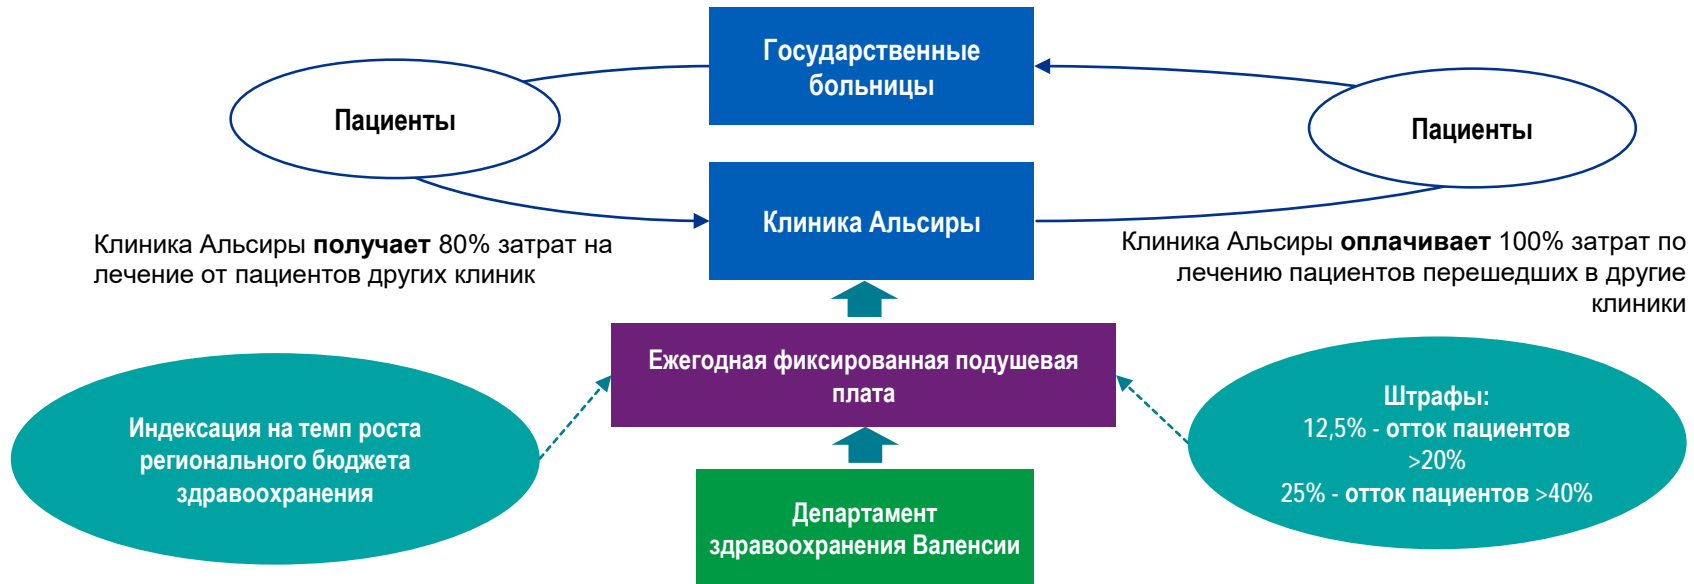 Государственные
больницы
Пациенты
Пациенты
Клиника Альсиры
Клиника Альсиры получает 80% затрат на
лечение от пациентов других клиник
Клиника Альсиры оплачивает 100% затрат по
лечению пациентов перешедших в другие
клиники
Ежегодная фиксированная подушевая
плата
Индексация на темп роста
регионального бюджета
здравоохранения
Штрафы:
12,5% - отток пациентов
>20%
25% - отток пациентов >40%
Департамент
здравоохранения Валенсии